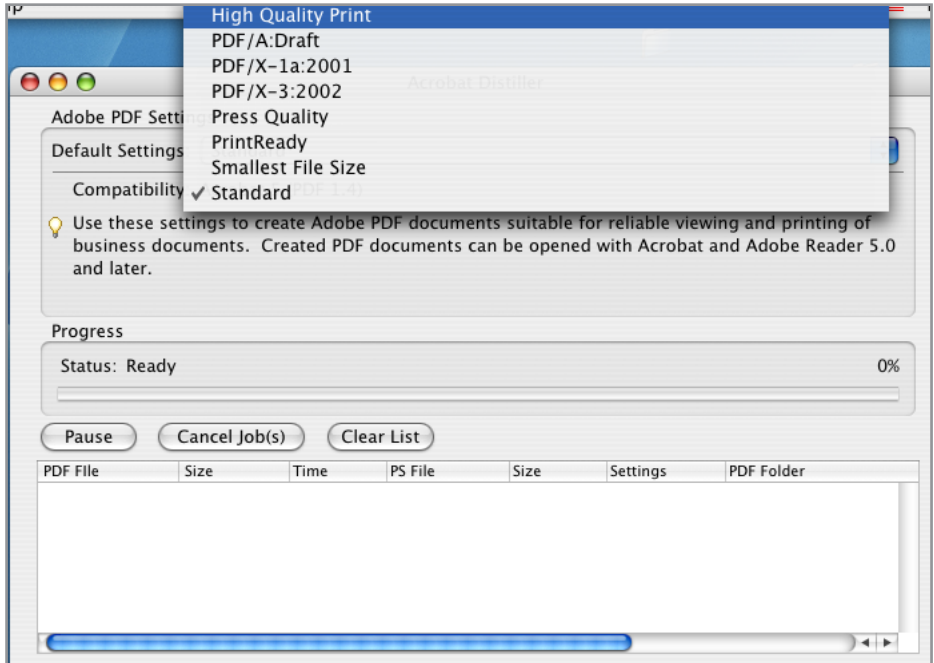 High Quality Print
PDF/A:Draft
PDF/X-1a:2001
Acrobat Distiller
PDF/X-3:2002
Adobe PDF Setti
Press Quality
PrintReady
Default Settings
Smallest File Size
Compatibility
✓ Standard
PDF 1.4)
Use these settings to create Adobe PDF documents suitable for reliable viewing and printing of
business documents. Created PDF documents can be opened with Acrobat and Adobe Reader 5.0
and later.
Progress
Status: Ready 0%
Pause Cancel Job(s) Clear List
PDF FIle Size Time PS File Size Settings PDF Folder